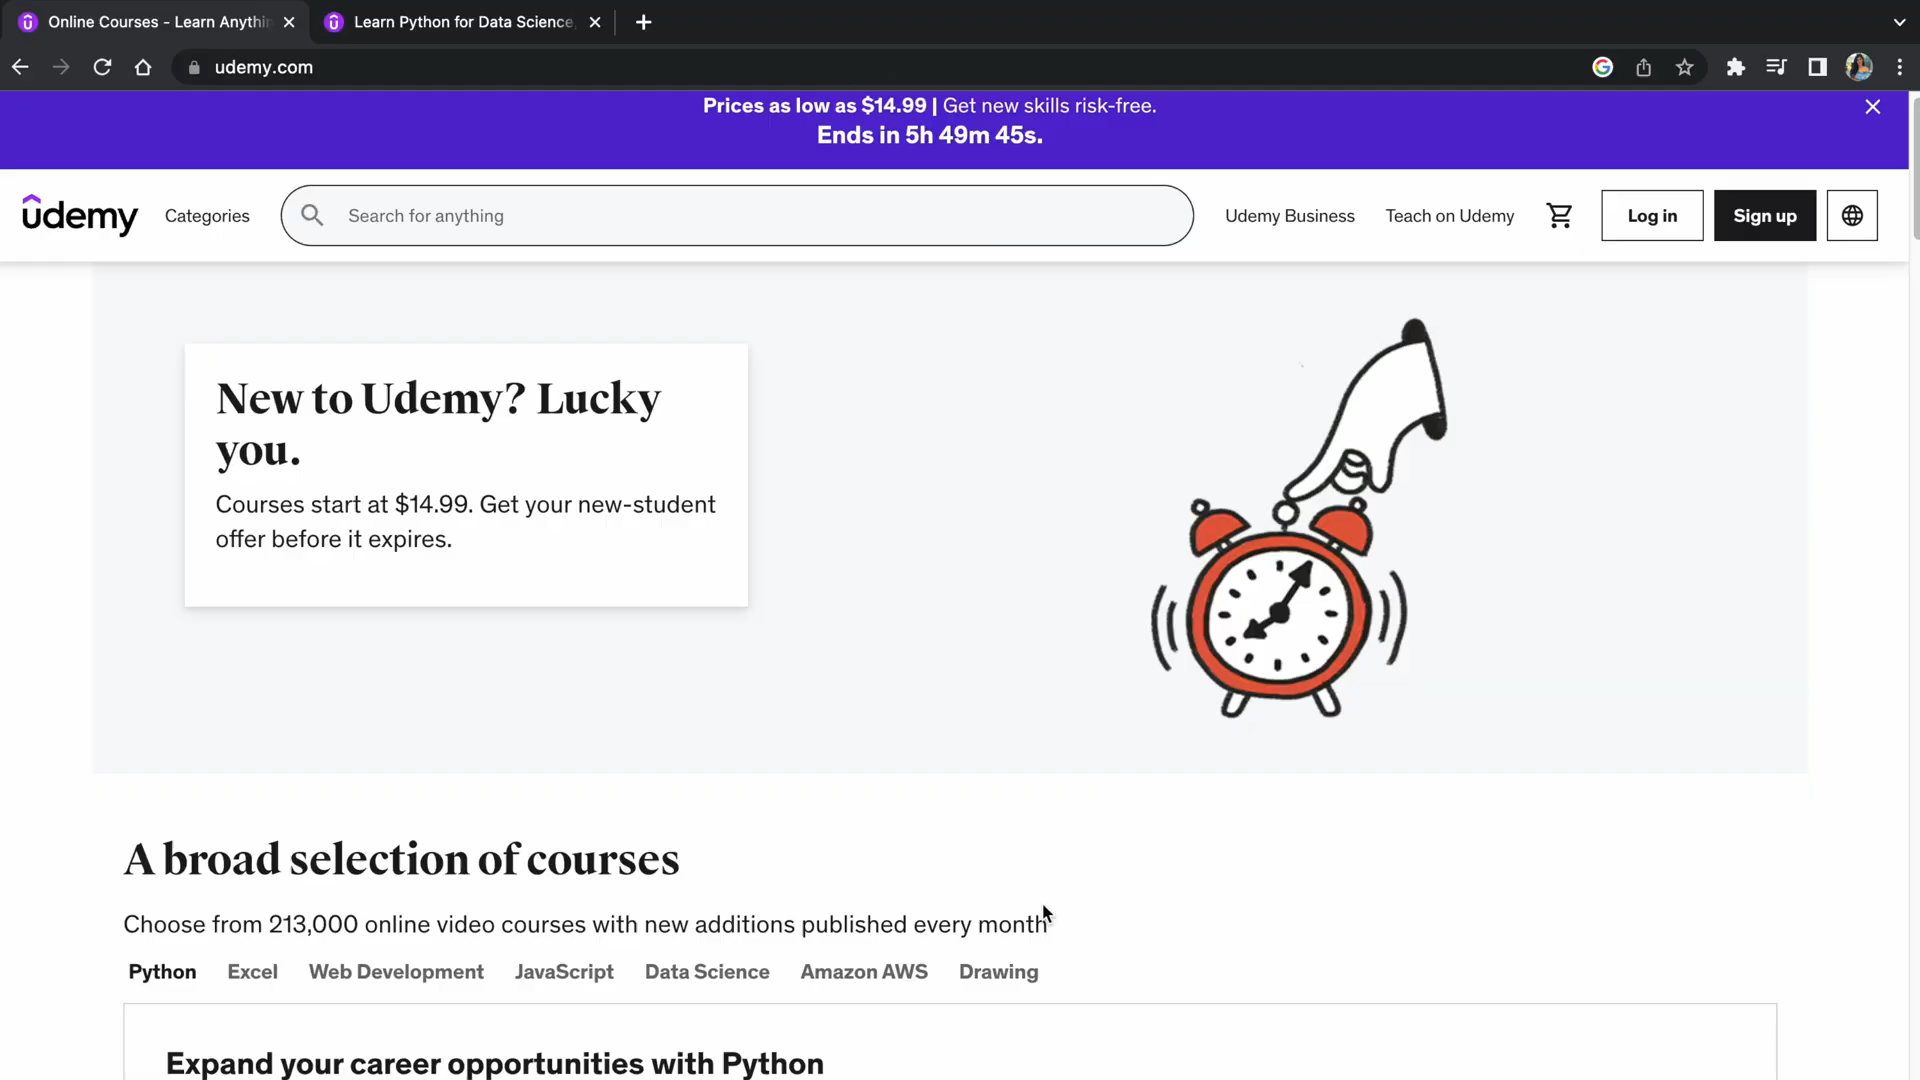 Online Courses - Learn Anythin
Learn Python for Data Science,
udemy.com
Prices as low as $14.99 | Get new skills risk-free.
Ends in 5h 49m 45s.
udemy
Categories
Search for anything
Udemy Business
Teach on Udemy
Log in
Sign up
New to Udemy? Lucky
you.
Courses start at $14.99. Get your new-student
offer before it expires.
A broad selection of courses
Choose from 213,000 online video courses with new additions published every month
Python Excel Web Development JavaScript Data Science Amazon AWS Drawing
Expand your career opportunities with Python